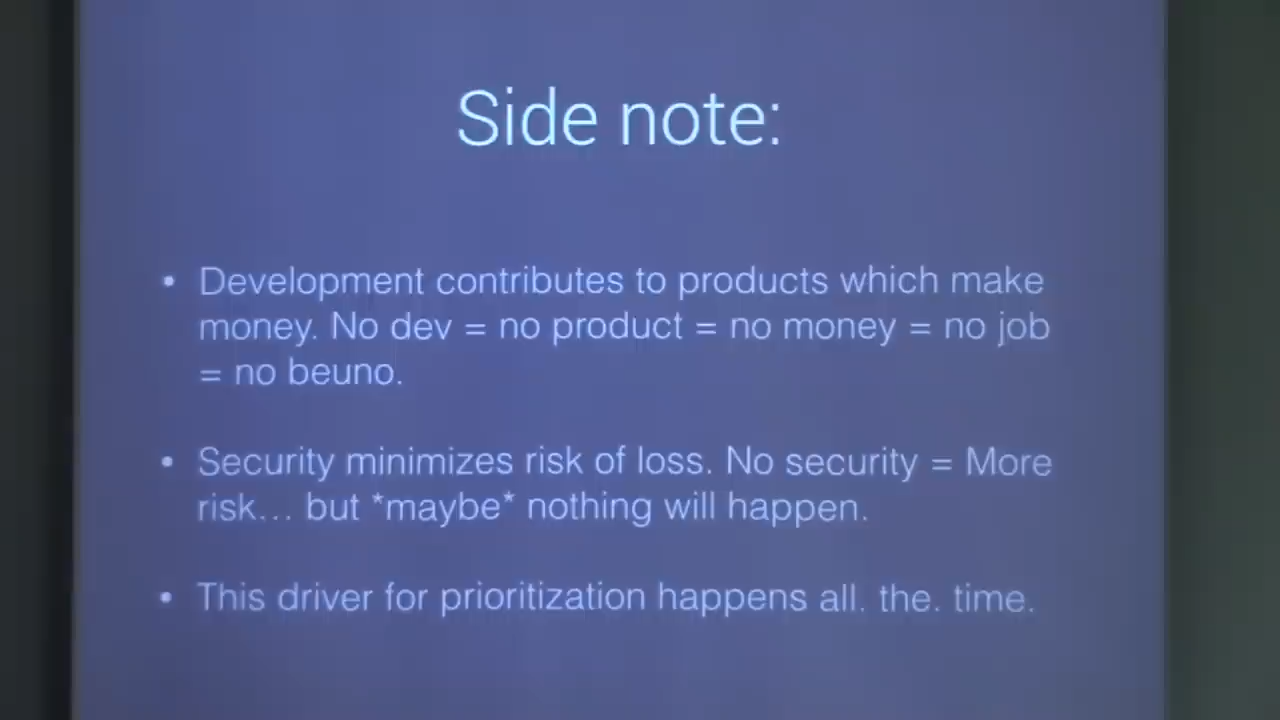 Side note:
• Development contributes to products which make
money. No dev = no product = no money = no job
= no beuno.
• Security minimizes risk of loss. No security = More
risk... but *maybe* nothing will happen.
• This driver for prioritization happens all. the. time.